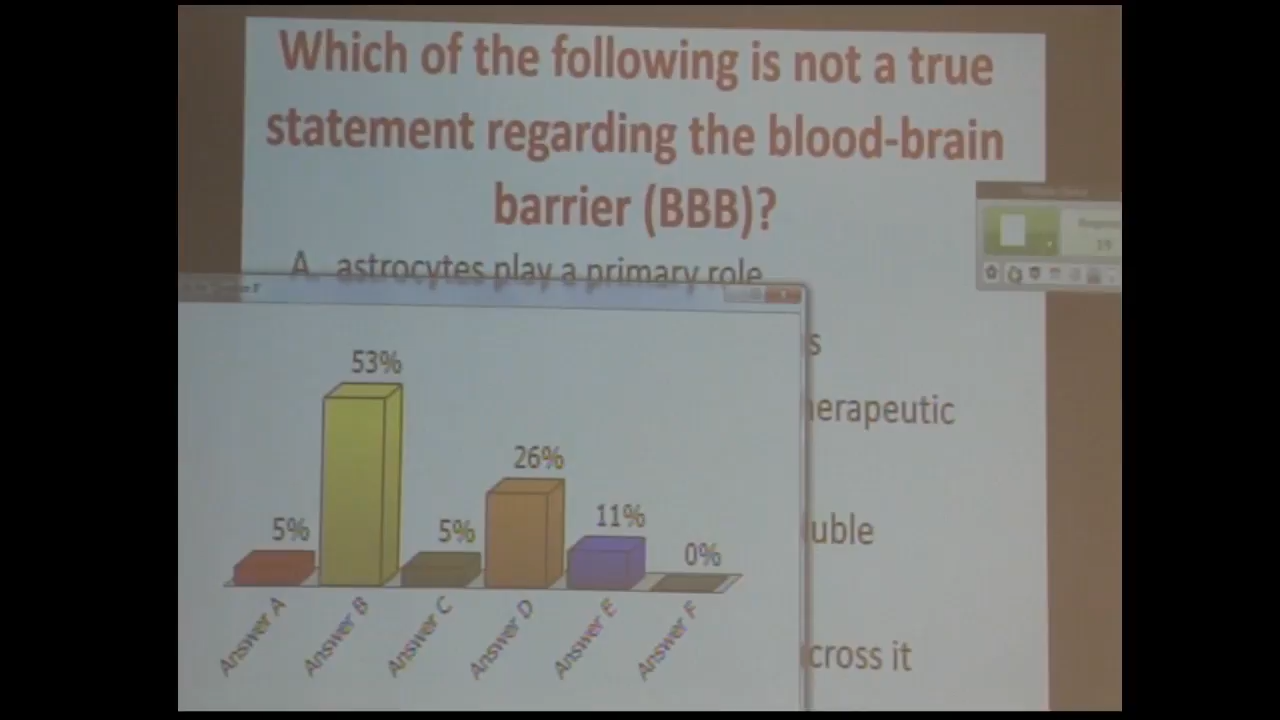 Which of the following is not a true
statement regarding the blood-brain
barrier (BBB)?
A. astrocytes play a primary role
s
herapeutic
uble
cross it
53%
26%
11%
5%
5%
0%
Answer A
Answer B
Answer C
Answer D
Answer E
Answer F
19